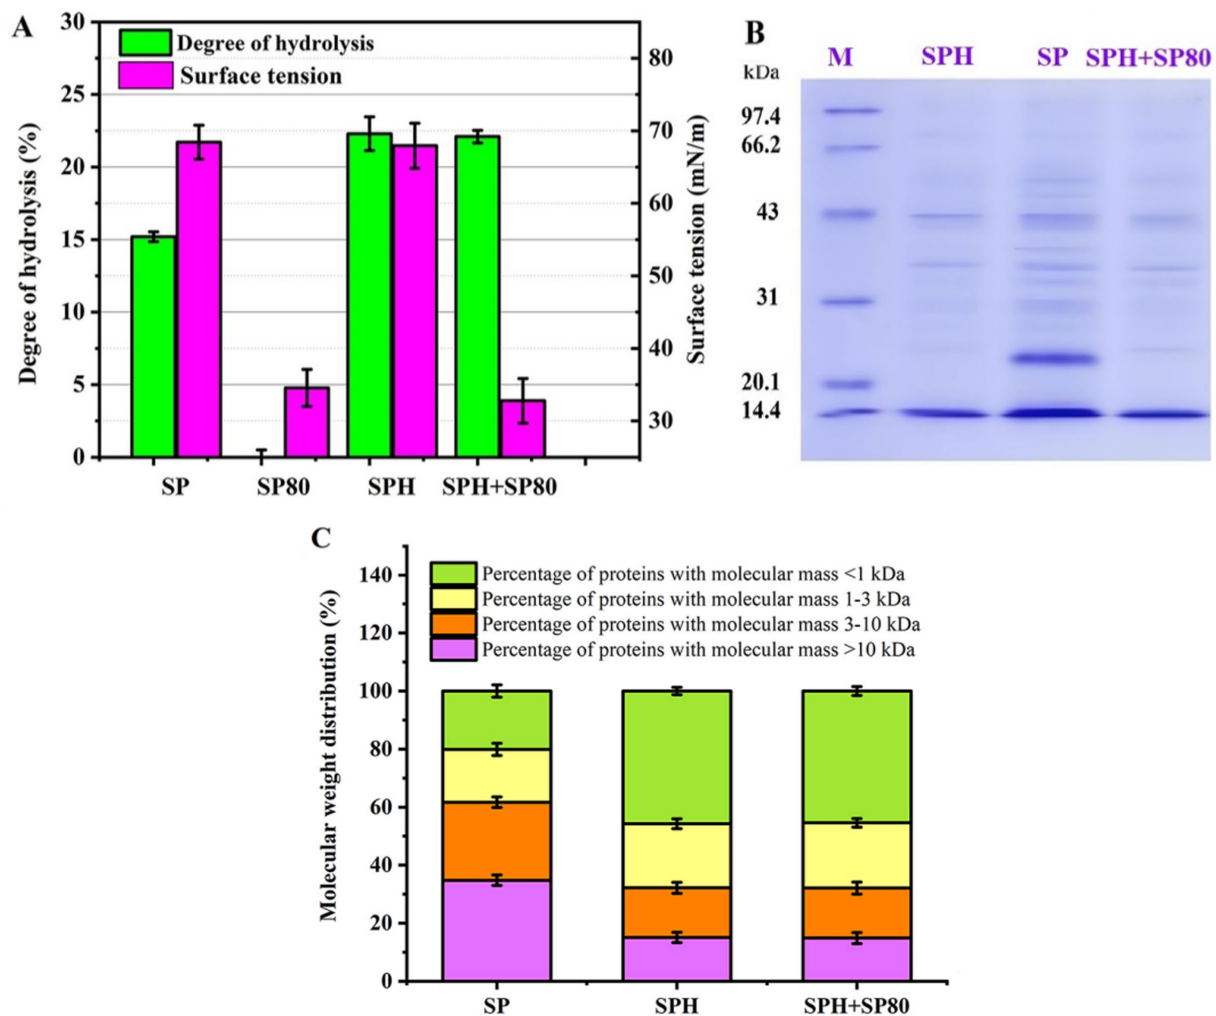 A
Degree of hydrolysis
Surface tension
30
25
20
15
10
5
0
Degree of hydrolysis (%)
80
70
60
50
40
30
Surface tension (mN/m)
SP SP80 SPH SPH+SP80
B
M SPH SP SPH+SP80
kDa
97.4
66.2
43
31
20.1
14.4
C
Percentage of proteins with molecular mass <1 kDa
Percentage of proteins with molecular mass 1-3 kDa
Percentage of proteins with molecular mass 3-10 kDa
Percentage of proteins with molecular mass >10 kDa
140
120
100
80
60
40
20
0
Molecular weight distribution (%)
SP SPH SPH+SP80